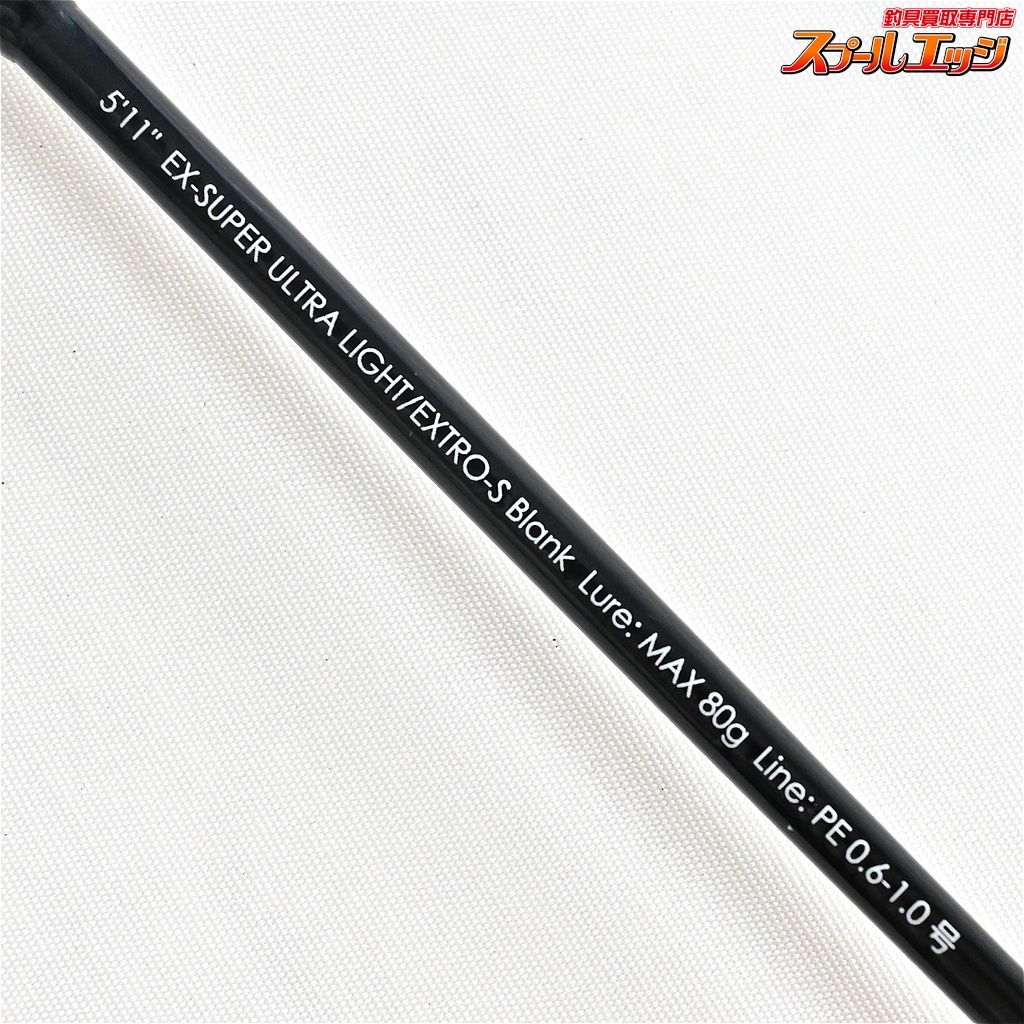 釣具買取専門店
スプールエッジ
5'11" EX-SUPER ULTRA LIGHT/EXTRO-S Blank Lure: MAX 80g Line: PE 0.6-1.0 号